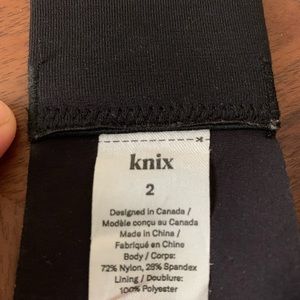 knix
2
Designed in Canada /
Modèle conçu au Canada
Made in China /
Fabriqué en Chine
Body / Corps:
72% Nylon, 28% Spandex
Lining / Doublure:
100% Polyester